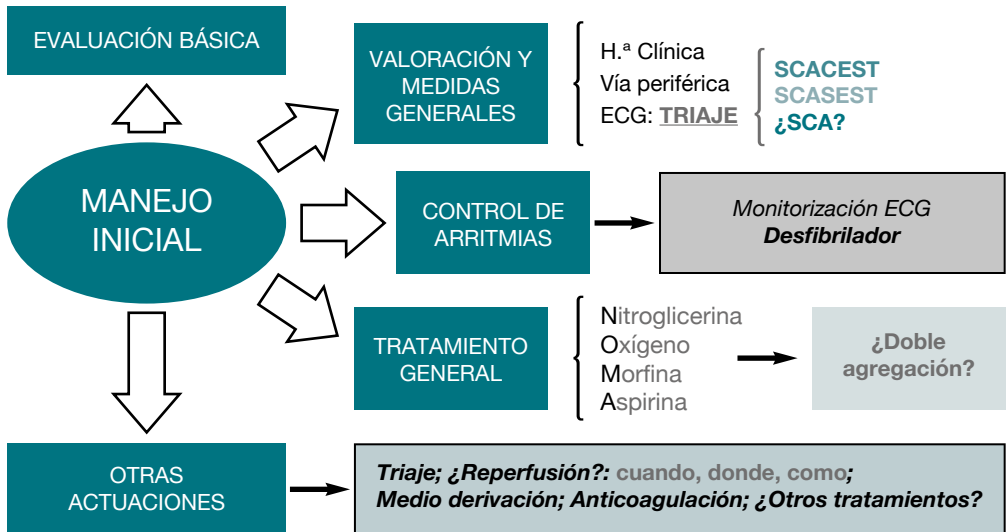 EVALUACIÓN BÁSICA
MANEJO
INICIAL
VALORACIÓN Y
MEDIDAS
GENERALES
H.ª Clínica
Vía periférica
ECG: TRIAJE
SCACEST
SCASEST
¿SCA?
CONTROL DE
ARRITMIAS
Monitorización ECG
Desfibrilador
TRATAMIENTO
GENERAL
Nitroglicerina
Oxígeno
Morfina
Aspirina
¿Doble
agregación?
OTRAS
ACTUACIONES
Triaje; ¿Reperfusión?: cuando, donde, como;
Medio derivación; Anticoagulación; ¿Otros tratamientos?